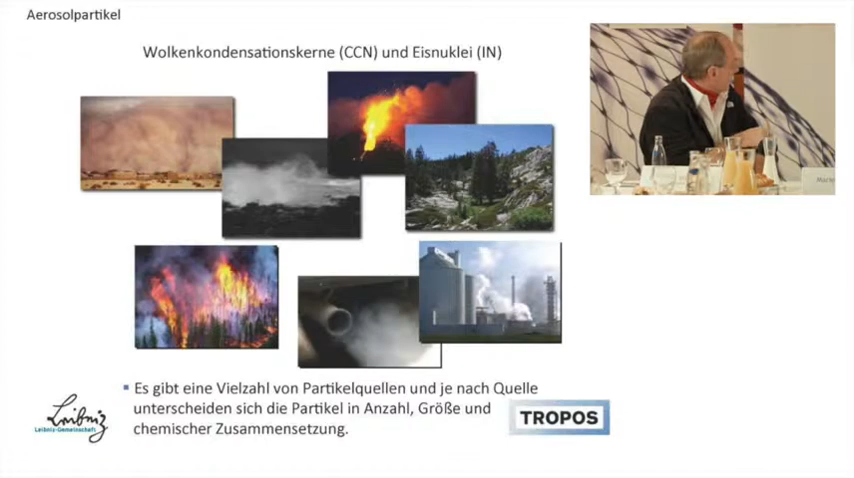 Aerosolpartikel
Wolkenkondensationskerne (CCN) und Eisnuklei (IN)
Es gibt eine Vielzahl von Partikelquellen und je nach Quelle
unterscheiden sich die Partikel in Anzahl, Größe und
chemischer Zusammensetzung.
Leibniz
Leibniz-Gemeinschaft
TROPOS